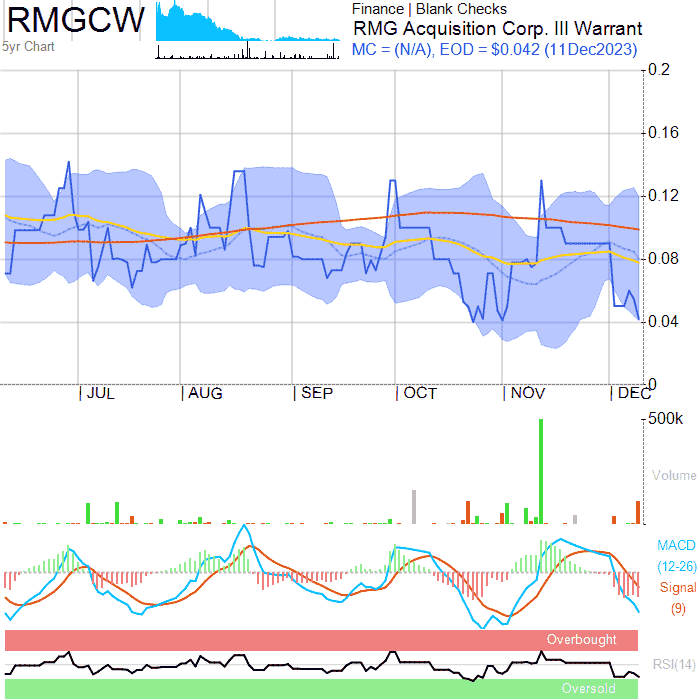 RMGCW
5yr Chart
Finance | Blank Checks
RMG Acquisition Corp. III Warrant
MC = (N/A), EOD = $0.042 (11Dec2023)
0.2
0.16
0.12
0.08
0.04
0
JUL AUG SEP OCT NOV DEC
500k
Volume
MACD
(12-26)
Signal
(9)
Overbought
RSI(14)
Oversold